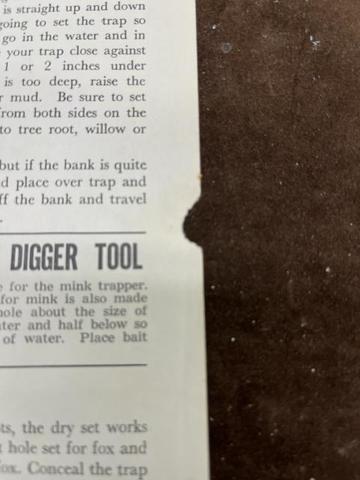 is straight up and down
going to set the trap so
go in the water and in
your trap close against
1 or 2 inches under
is too deep, raise the
r mud. Be sure to set
from both sides on the
to tree root, willow or
but if the bank is quite
d place over trap and
ff the bank and travel
.
DIGGER TOOL
e for the mink trapper.
for mink is also made
hole about the size of
ter and half below so
of water. Place bait
ts, the dry set works
t hole set for fox and
fox. Conceal the trap